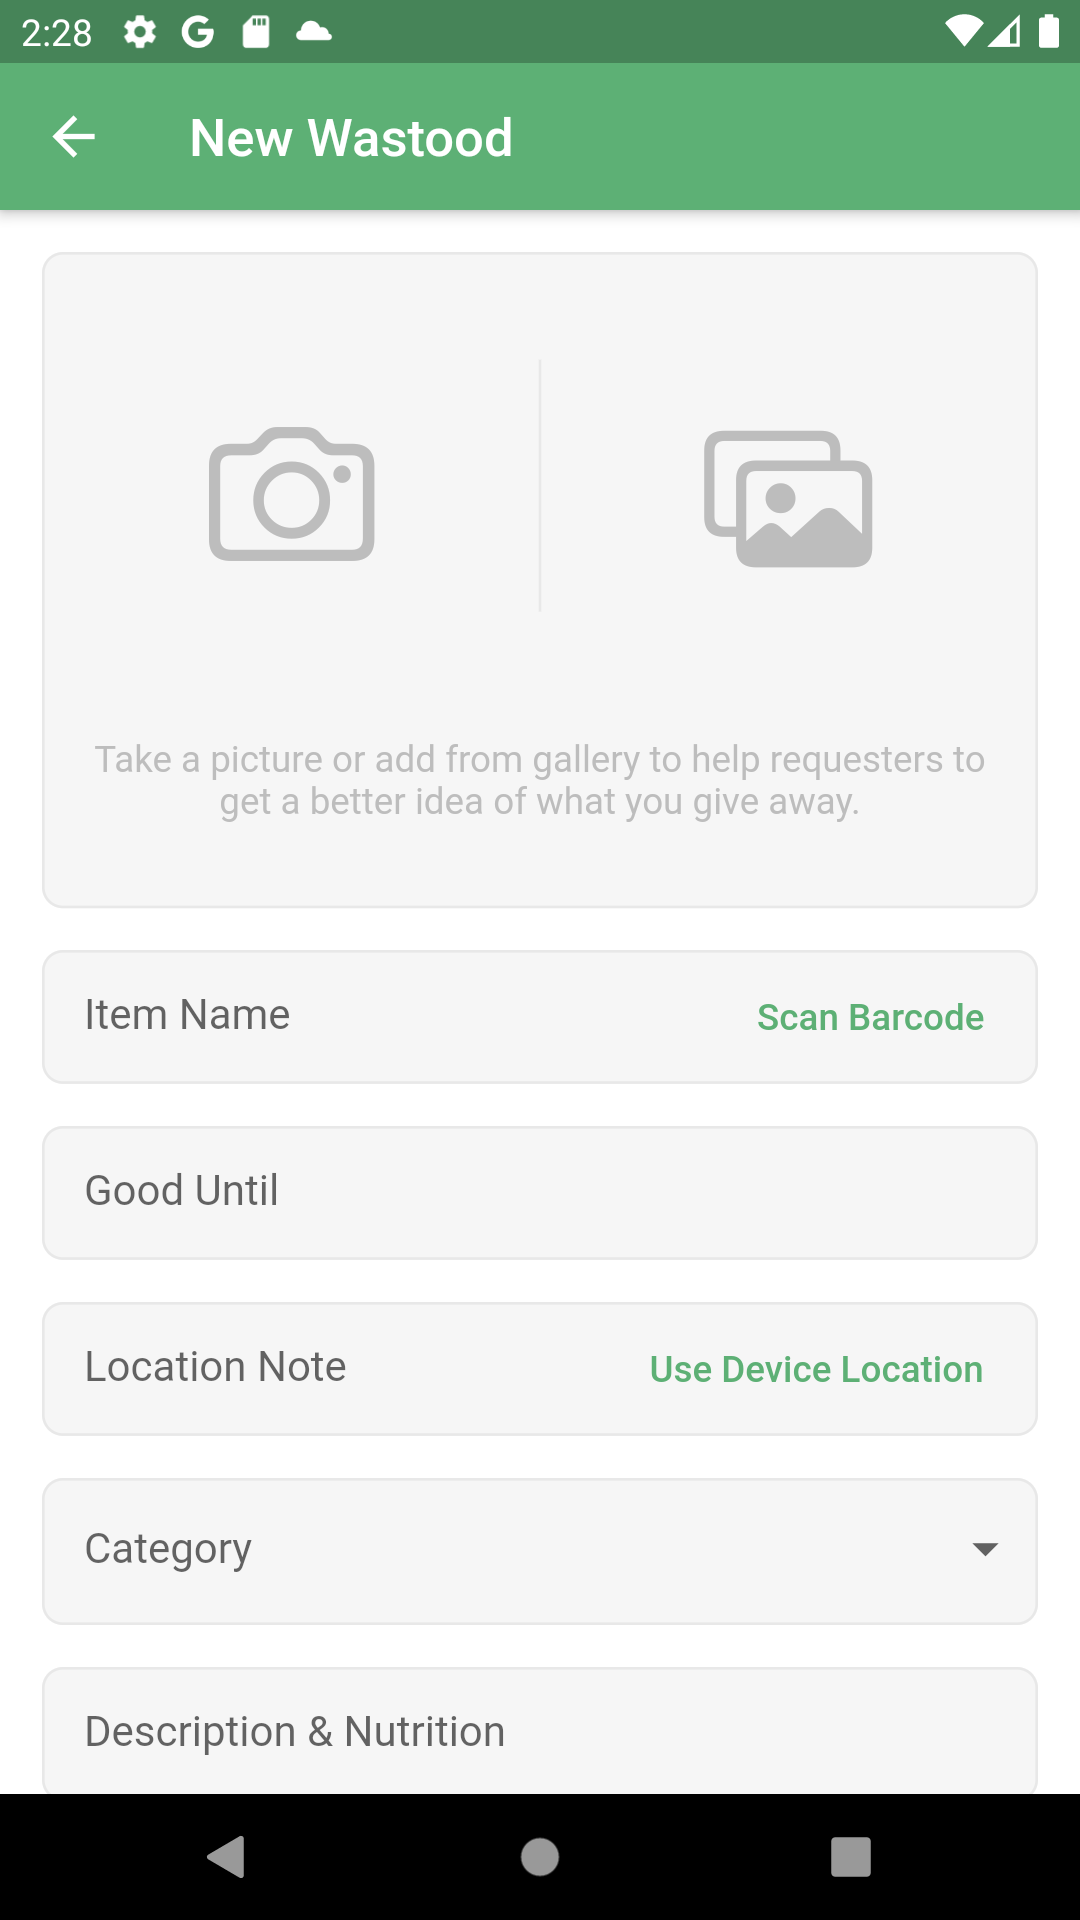 2:28
New Wastood
Take a picture or add from gallery to help requesters to
get a better idea of what you give away.
Item Name
Scan Barcode
Good Until
Location Note
Use Device Location
Category
Description & Nutrition